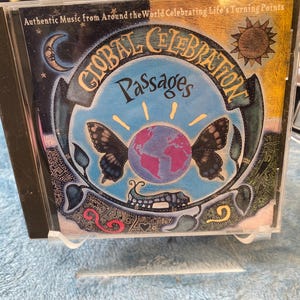 Authentic Music from Around the World Celebrating Life's Turning Points
GLOBAL CELEBRATION
Passages